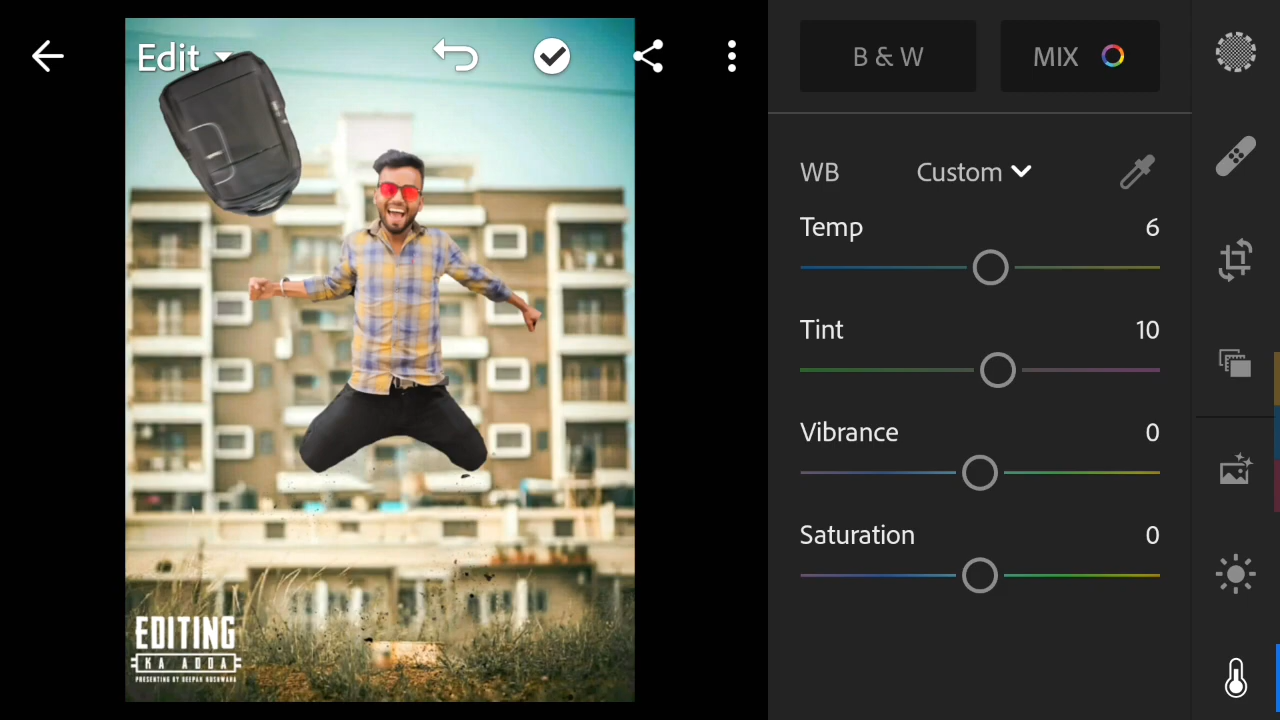 Edit
B & W
MIX
WB
Custom
Temp
6
Tint
10
Vibrance
0
Saturation
0
EDITING
KA ADDA
PRESENTING BY DEEPAK KUSHWAHA